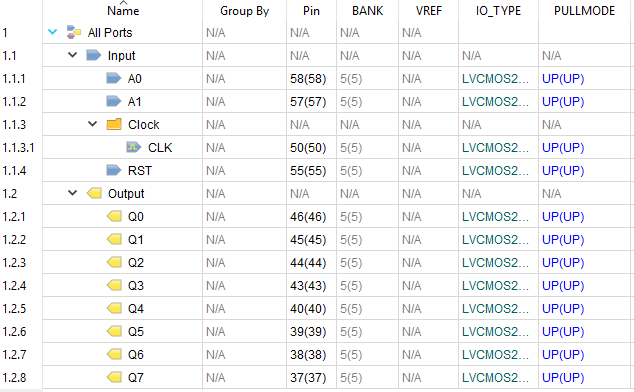 Name Group By Pin BANK VREF IO_TYPE PULLMODE
1 All Ports N/A N/A N/A N/A
1.1 Input N/A N/A N/A N/A N/A N/A
1.1.1 A0 N/A 58(58) 5(5) N/A LVCMOS2... UP(UP)
1.1.2 A1 N/A 57(57) 5(5) N/A LVCMOS2... UP(UP)
1.1.3 Clock N/A N/A N/A N/A N/A N/A
1.1.3.1 CLK N/A 50(50) 5(5) N/A LVCMOS2... UP(UP)
1.1.4 RST N/A 55(55) 5(5) N/A LVCMOS2... UP(UP)
1.2 Output N/A N/A N/A N/A N/A N/A
1.2.1 Q0 N/A 46(46) 5(5) N/A LVCMOS2... UP(UP)
1.2.2 Q1 N/A 45(45) 5(5) N/A LVCMOS2... UP(UP)
1.2.3 Q2 N/A 44(44) 5(5) N/A LVCMOS2... UP(UP)
1.2.4 Q3 N/A 43(43) 5(5) N/A LVCMOS2... UP(UP)
1.2.5 Q4 N/A 40(40) 5(5) N/A LVCMOS2... UP(UP)
1.2.6 Q5 N/A 39(39) 5(5) N/A LVCMOS2... UP(UP)
1.2.7 Q6 N/A 38(38) 5(5) N/A LVCMOS2... UP(UP)
1.2.8 Q7 N/A 37(37) 5(5) N/A LVCMOS2... UP(UP)